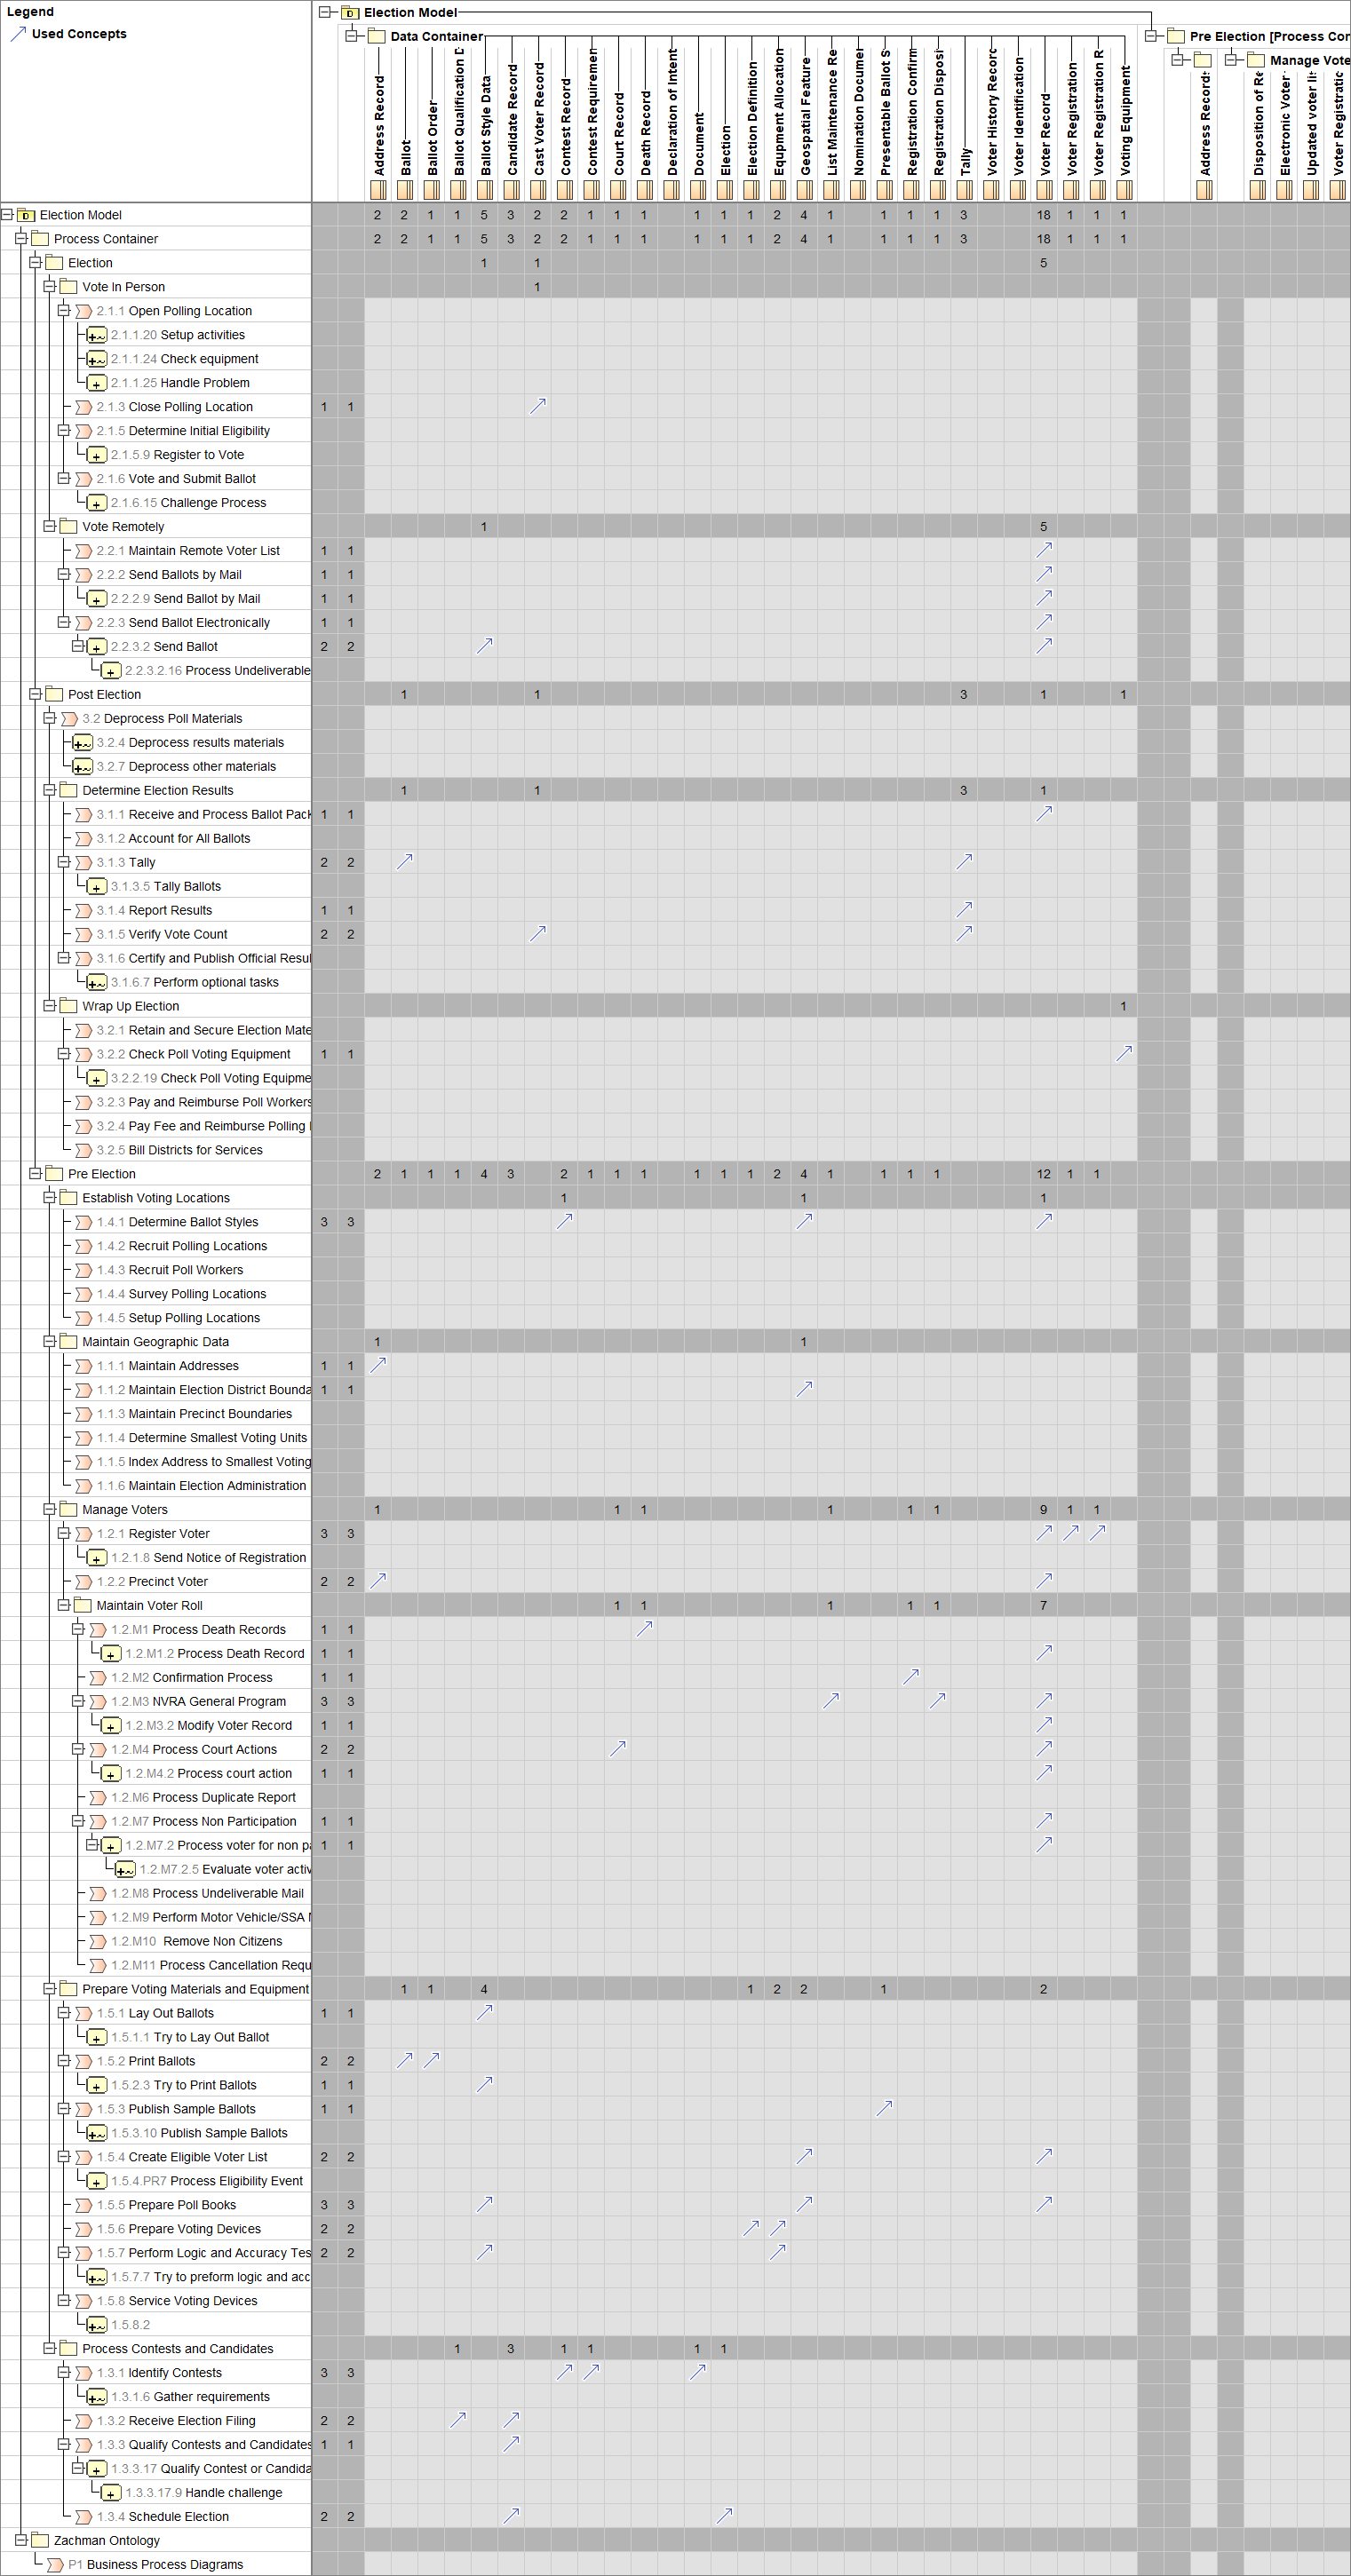 Legend
Used Concepts
Election Model
Data Container
Pre Election [Process Con
Manage Vote
Address Record
Ballot
Ballot Order
Ballot Qualification D
Ballot Style Data
Candidate Record
Cast Voter Record
Contest Record
Contest Requiremen
Court Record
Death Record
Declaration of Intent
Document
Election
Election Definition
Equpment Allocation
Geospatial Feature
List Maintenance Re
Nomination Documen
Presentable Ballot S
Registration Confirm
Registration Disposi
Tally
Voter History Record
Voter Identification
Voter Record
Voter Registration
Voter Registration R
Voting Equipment
Address Record
Disposition of Re
Electronic Voter
Updated voter li
Voter Registratic
Election Model 2 2 1 1 5 3 2 2 1 1 1 1 1 1 2 4 1 1 1 1 3 18 1 1 1
Process Container 2 2 1 1 5 3 2 2 1 1 1 1 1 1 2 4 1 1 1 1 3 18 1 1 1
Election 1 1 5
Vote In Person 1
2.1.1 Open Polling Location
2.1.1.20 Setup activities
2.1.1.24 Check equipment
2.1.1.25 Handle Problem
2.1.3 Close Polling Location 1 1
2.1.5 Determine Initial Eligibility
2.1.5.9 Register to Vote
2.1.6 Vote and Submit Ballot
2.1.6.15 Challenge Process
Vote Remotely 1 5
2.2.1 Maintain Remote Voter List 1 1
2.2.2 Send Ballots by Mail 1 1
2.2.2.9 Send Ballot by Mail 1 1
2.2.3 Send Ballot Electronically 1 1
2.2.3.2 Send Ballot 2 2
2.2.3.2.16 Process Undeliverable
Post Election 1 1 3 1 1
3.2 Deprocess Poll Materials
3.2.4 Deprocess results materials
3.2.7 Deprocess other materials
Determine Election Results 1 1 3 1
3.1.1 Receive and Process Ballot Pack 1 1
3.1.2 Account for All Ballots
3.1.3 Tally 2 2
3.1.3.5 Tally Ballots
3.1.4 Report Results 1 1
3.1.5 Verify Vote Count 2 2
3.1.6 Certify and Publish Official Resul
3.1.6.7 Perform optional tasks
Wrap Up Election 1
3.2.1 Retain and Secure Election Mate
3.2.2 Check Poll Voting Equipment 1 1
3.2.2.19 Check Poll Voting Equipme
3.2.3 Pay and Reimburse Poll Workers
3.2.4 Pay Fee and Reimburse Polling
3.2.5 Bill Districts for Services
Pre Election 2 1 1 1 4 3 2 1 1 1 1 1 1 2 4 1 1 1 1 12 1 1
Establish Voting Locations 1 1 1
1.4.1 Determine Ballot Styles 3 3
1.4.2 Recruit Polling Locations
1.4.3 Recruit Poll Workers
1.4.4 Survey Polling Locations
1.4.5 Setup Polling Locations
Maintain Geographic Data 1 1
1.1.1 Maintain Addresses 1 1
1.1.2 Maintain Election District Bounda 1 1
1.1.3 Maintain Precinct Boundaries
1.1.4 Determine Smallest Voting Units
1.1.5 Index Address to Smallest Voting
1.1.6 Maintain Election Administration
Manage Voters 1 1 1 1 1 1 9 1 1
1.2.1 Register Voter 3 3
1.2.1.8 Send Notice of Registration
1.2.2 Precinct Voter 2 2
Maintain Voter Roll 1 1 1 1 1 7
1.2.M1 Process Death Records 1 1
1.2.M1.2 Process Death Record 1 1
1.2.M2 Confirmation Process 1 1
1.2.M3 NVRA General Program 3 3
1.2.M3.2 Modify Voter Record 1 1
1.2.M4 Process Court Actions 2 2
1.2.M4.2 Process court action 1 1
1.2.M6 Process Duplicate Report
1.2.M7 Process Non Participation 1 1
1.2.M7.2 Process voter for non pa 1 1
1.2.M7.2.5 Evaluate voter activ
1.2.M8 Process Undeliverable Mail
1.2.M9 Perform Motor Vehicle/SSA
1.2.M10 Remove Non Citizens
1.2.M11 Process Cancellation Requ
Prepare Voting Materials and Equipment 1 1 4 1 2 2 1 2
1.5.1 Lay Out Ballots 1 1
1.5.1.1 Try to Lay Out Ballot
1.5.2 Print Ballots 2 2
1.5.2.3 Try to Print Ballots 1 1
1.5.3 Publish Sample Ballots 1 1
1.5.3.10 Publish Sample Ballots
1.5.4 Create Eligible Voter List 2 2
1.5.4.PR7 Process Eligibility Event
1.5.5 Prepare Poll Books 3 3
1.5.6 Prepare Voting Devices 2 2
1.5.7 Perform Logic and Accuracy Tes 2 2
1.5.7.7 Try to preform logic and acc
1.5.8 Service Voting Devices
1.5.8.2
Process Contests and Candidates 1 3 1 1 1 1
1.3.1 Identify Contests 3 3
1.3.1.6 Gather requirements
1.3.2 Receive Election Filing 2 2
1.3.3 Qualify Contests and Candidates 1 1
1.3.3.17 Qualify Contest or Candida
1.3.3.17.9 Handle challenge
1.3.4 Schedule Election 2 2
Zachman Ontology
P1 Business Process Diagrams